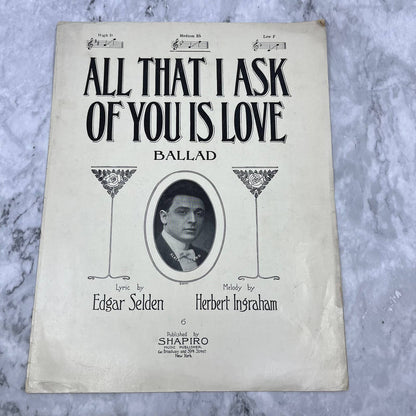 High D
Medium Bb
Low F
ALL THAT I ASK
OF YOU IS LOVE
BALLAD
Lyric by
Edgar Selden
Melody by
Herbert Ingraham
6
Published by
SHAPIRO
MUSIC PUBLISHER
Cor. Broadway and 39th Street
New York